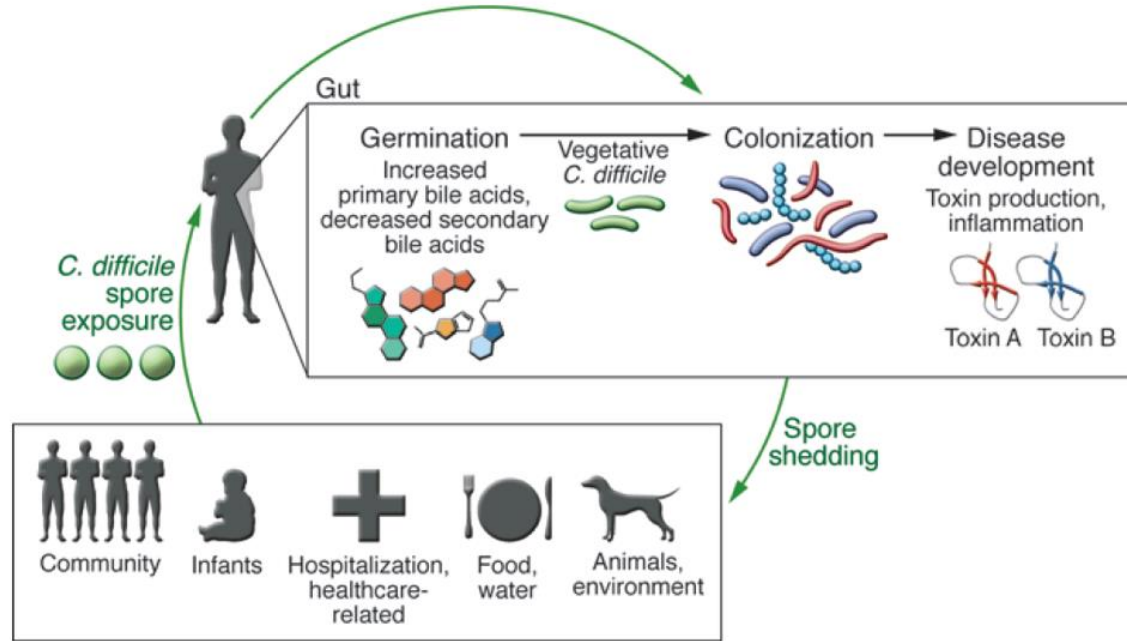 Gut
Germination
Increased
primary bile acids,
decreased secondary
bile acids
Vegetative
C. difficile
Colonization
Disease
development
Toxin production,
inflammation
Toxin A
Toxin B
C. difficile
spore
exposure
Spore
shedding
Community
Infants
Hospitalization,
healthcare-
related
Food,
water
Animals,
environment